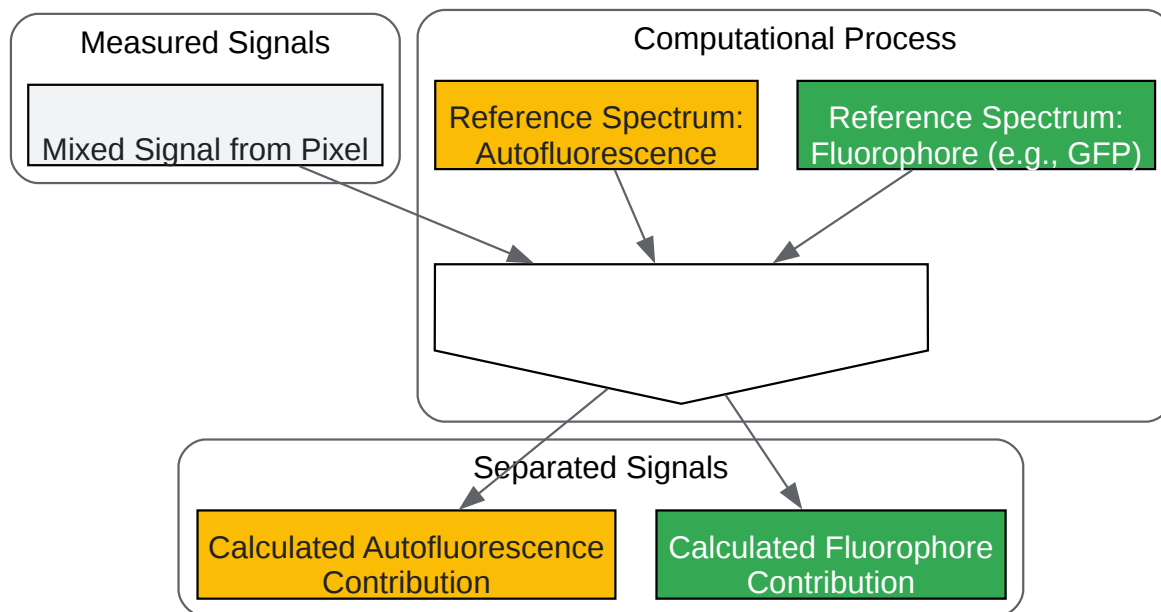 Measured Signals
Mixed Signal from Pixel
Computational Process
Reference Spectrum:
Autofluorescence
Reference Spectrum:
Fluorophore (e.g., GFP)
Separated Signals
Calculated Autofluorescence
Contribution
Calculated Fluorophore
Contribution